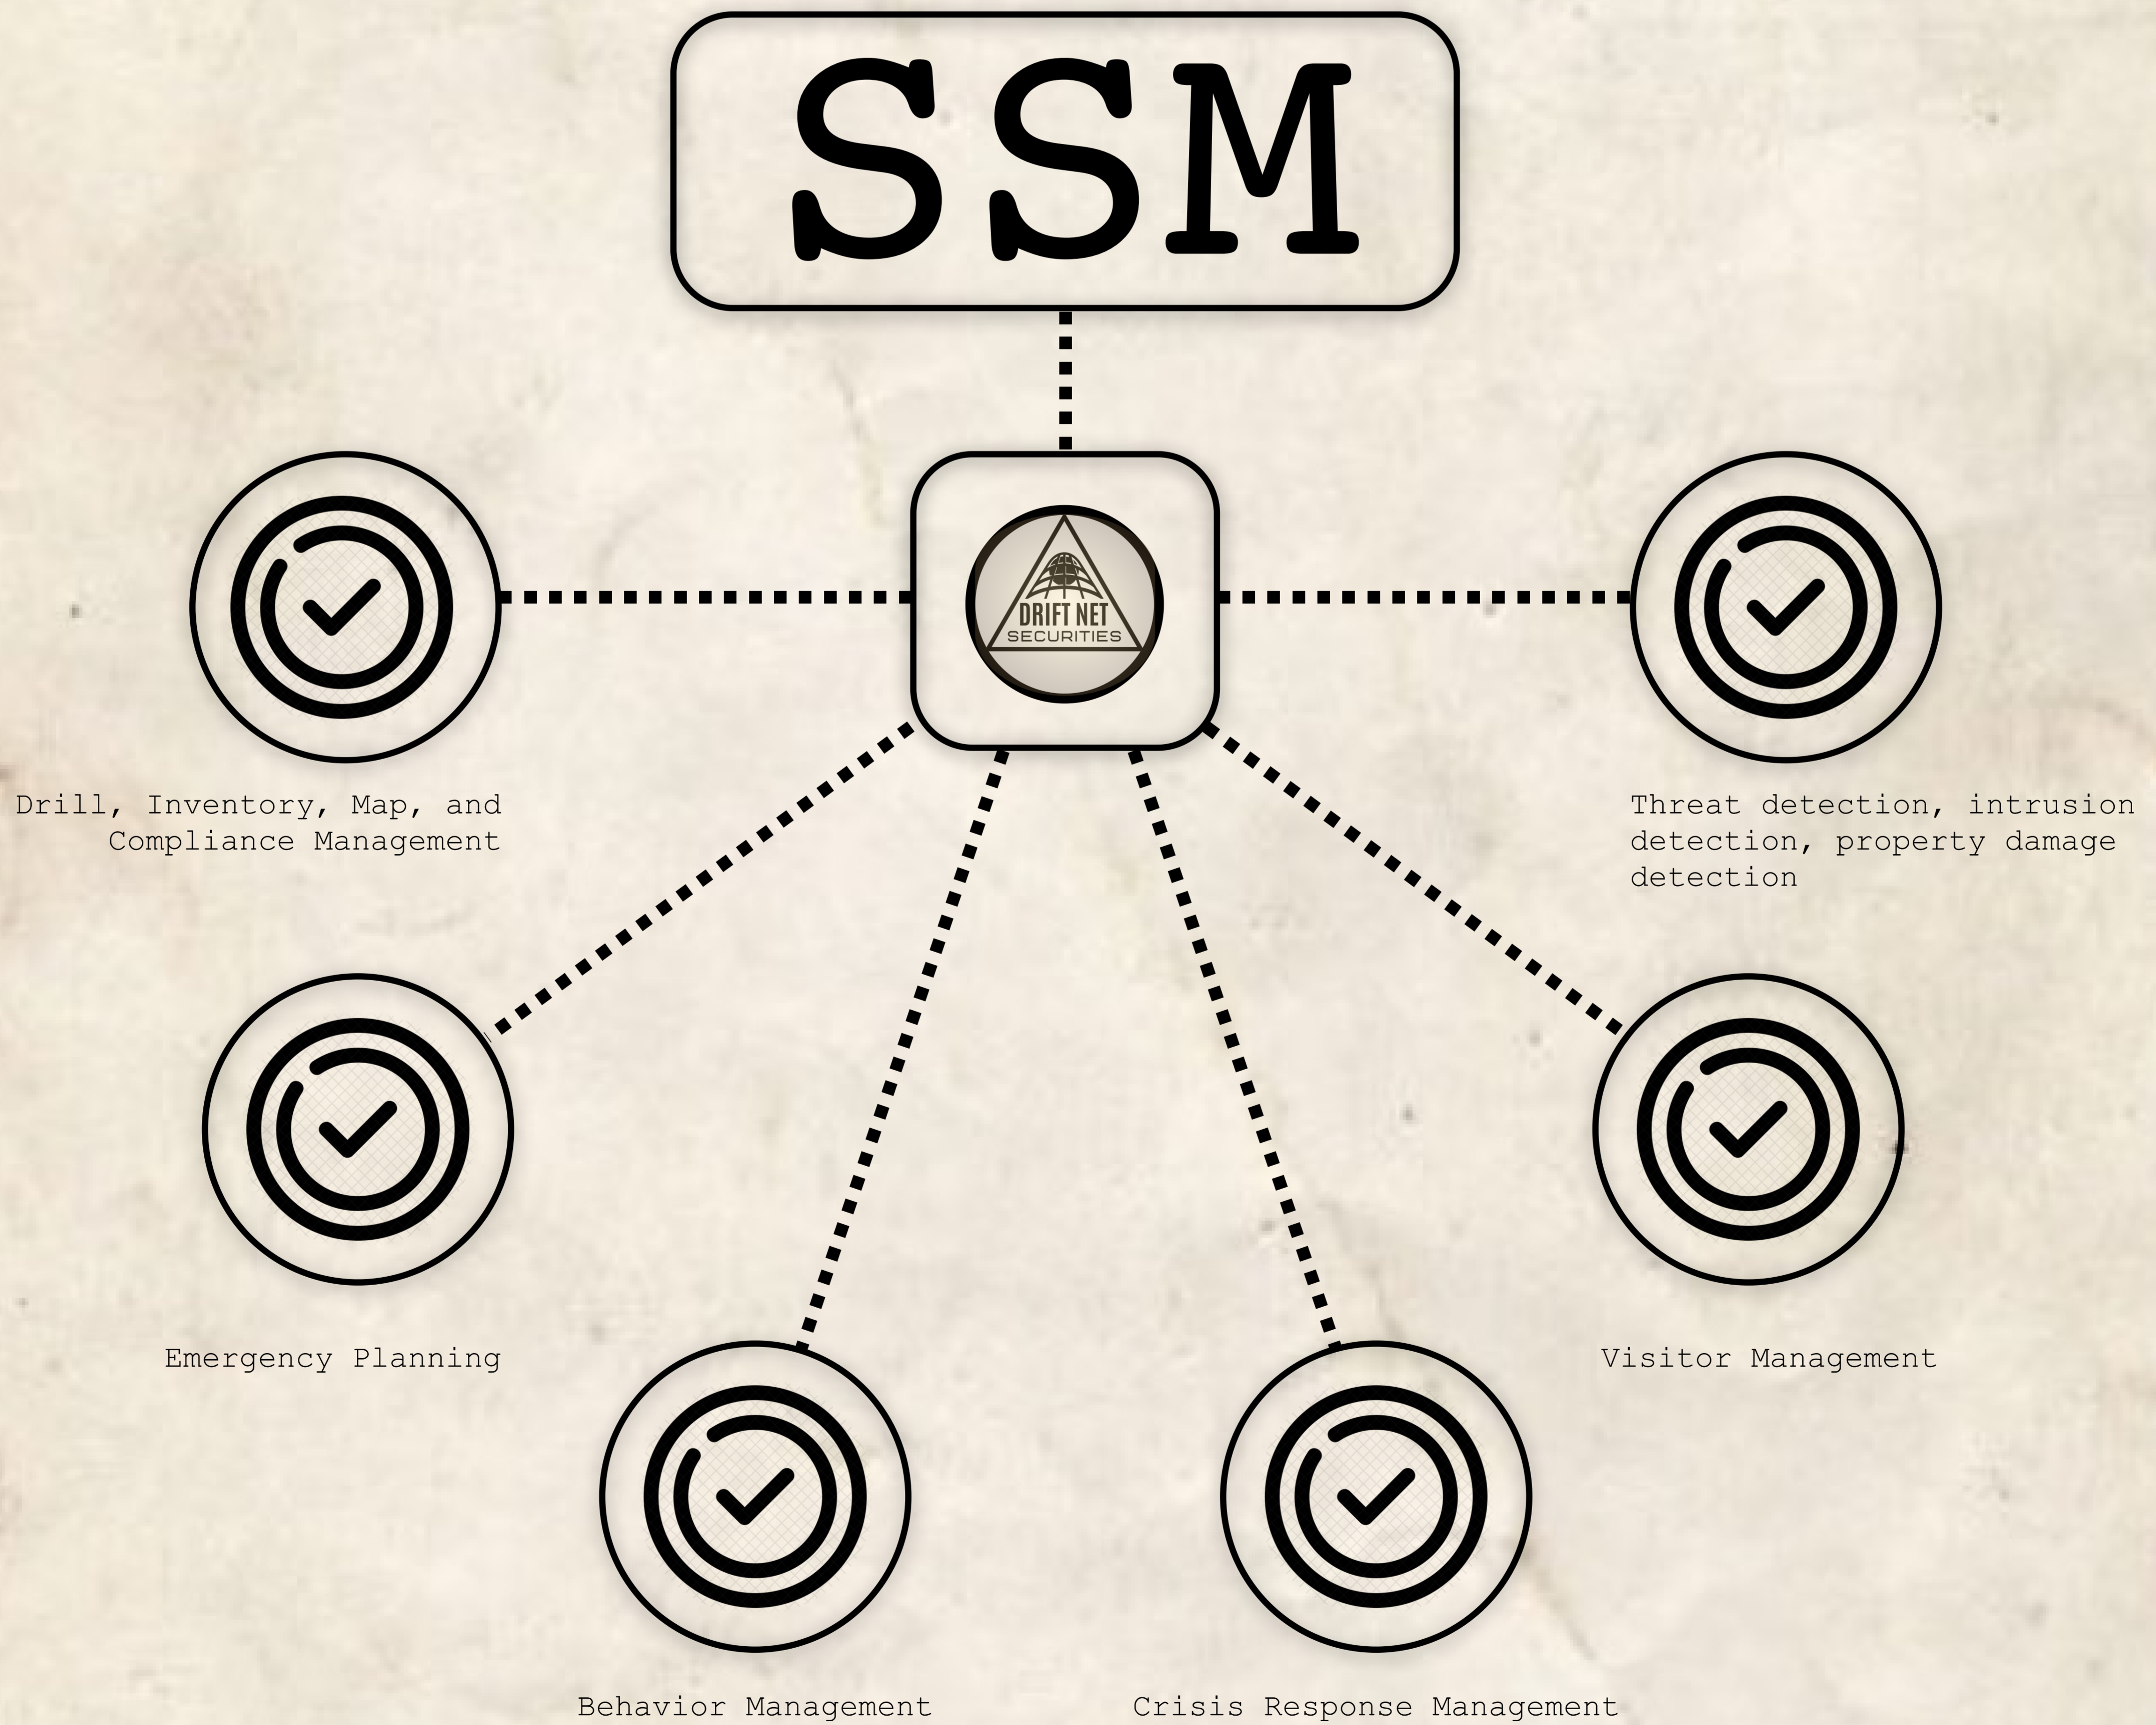 SSM
DRIFT NET
SECURITIES
Drill, Inventory, Map, and
Compliance Management
Threat detection, intrusion
detection, property damage
detection
Emergency Planning
Visitor Management
Behavior Management
Crisis Response Management